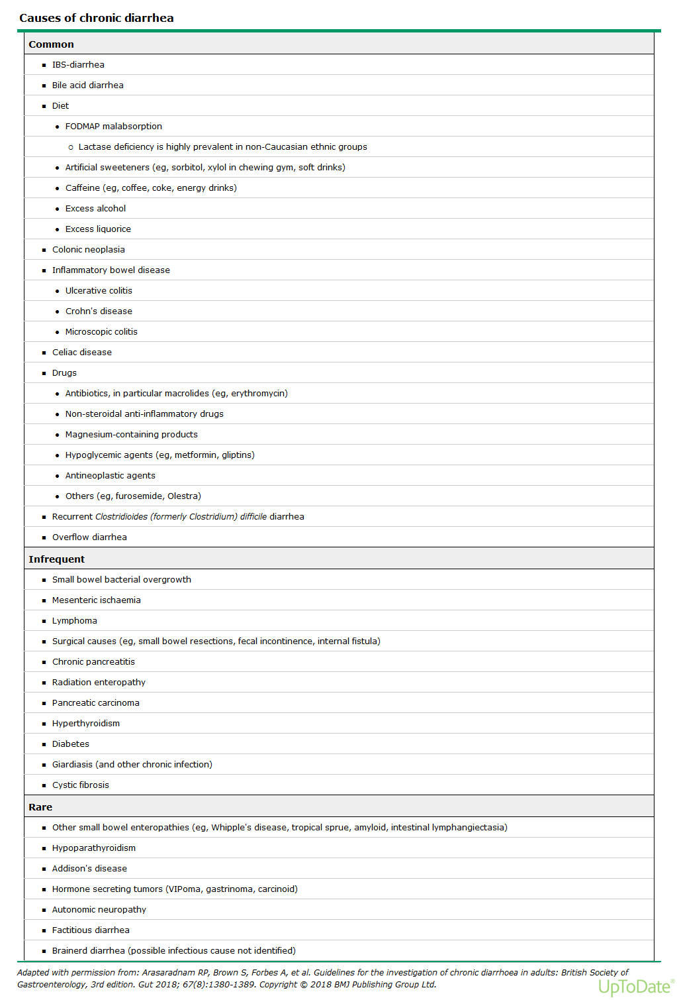 Causes of chronic diarrhea
Common
IBS-diarrhea
Bile acid diarrhea
Diet
FODMAP malabsorption
Lactase deficiency is highly prevalent in non-Caucasian ethnic groups
Artificial sweeteners (eg, sorbitol, xylol in chewing gym, soft drinks)
Caffeine (eg, coffee, coke, energy drinks)
Excess alcohol
Excess liquorice
Colonic neoplasia
Inflammatory bowel disease
Ulcerative colitis
Crohn's disease
Microscopic colitis
Celiac disease
Drugs
Antibiotics, in particular macrolides (eg, erythromycin)
Non-steroidal anti-inflammatory drugs
Magnesium-containing products
Hypoglycemic agents (eg, metformin, gliptins)
Antineoplastic agents
Others (eg, furosemide, Olestra)
Recurrent Clostridioides (formerly Clostridium) difficile diarrhea
Overflow diarrhea
Infrequent
Small bowel bacterial overgrowth
Mesenteric ischaemia
Lymphoma
Surgical causes (eg, small bowel resections, fecal incontinence, internal fistula)
Chronic pancreatitis
Radiation enteropathy
Pancreatic carcinoma
Hyperthyroidism
Diabetes
Giardiasis (and other chronic infection)
Cystic fibrosis
Rare
Other small bowel enteropathies (eg, Whipple's disease, tropical sprue, amyloid, intestinal lymphangiectasia)
Hypoparathyroidism
Addison's disease
Hormone secreting tumors (VIPoma, gastrinoma, carcinoid)
Autonomic neuropathy
Factitious diarrhea
Brainerd diarrhea (possible infectious cause not identified)
Adapted with permission from: Arasaradnam RP, Brown S, Forbes A, et al. Guidelines for the investigation of chronic diarrhoea in adults: British Society of
Gastroenterology, 3rd edition. Gut 2018; 67(8):1380-1389. Copyright © 2018 BMJ Publishing Group Ltd.
UpToDate®